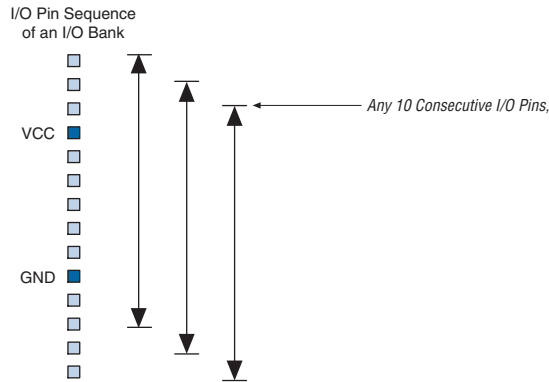 I/O Pin Sequence
of an I/O Bank
Any 10 Consecutive I/O Pins,
VCC
GND